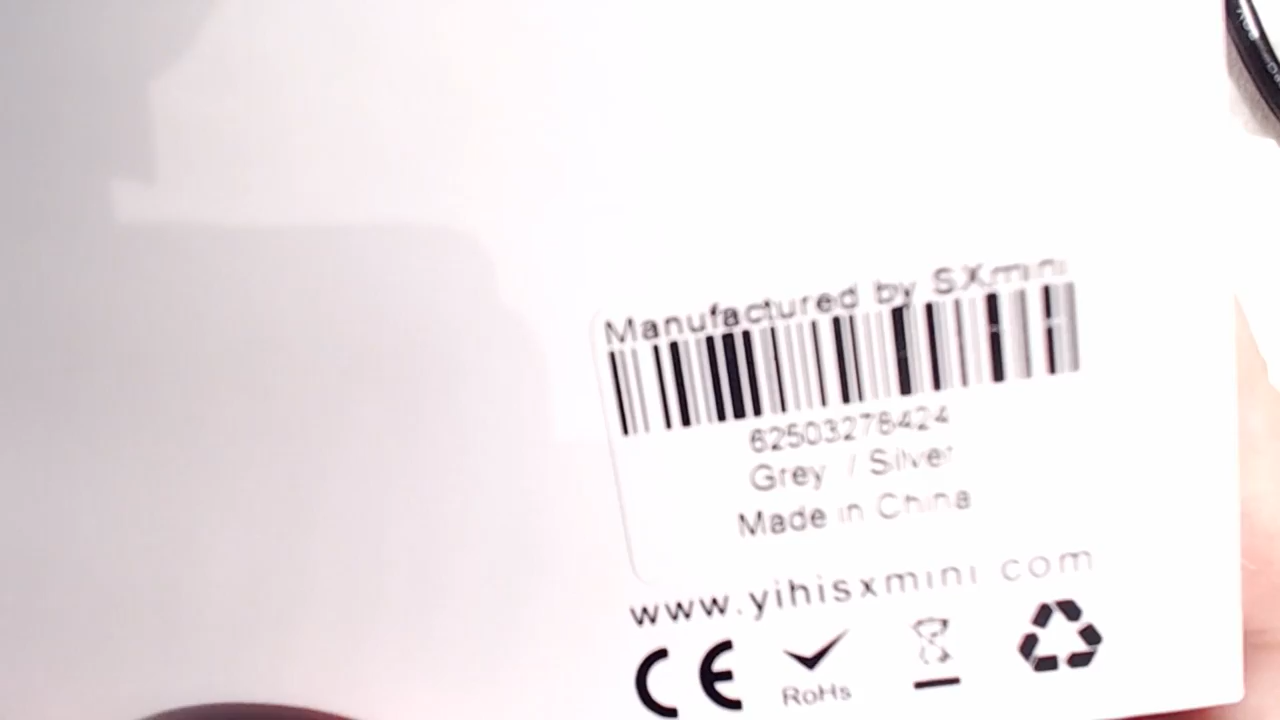 Manufactured by SXmini
62503278424
Grey / Silver
Made in China
www.yihisxmini.com
CE
RoHs